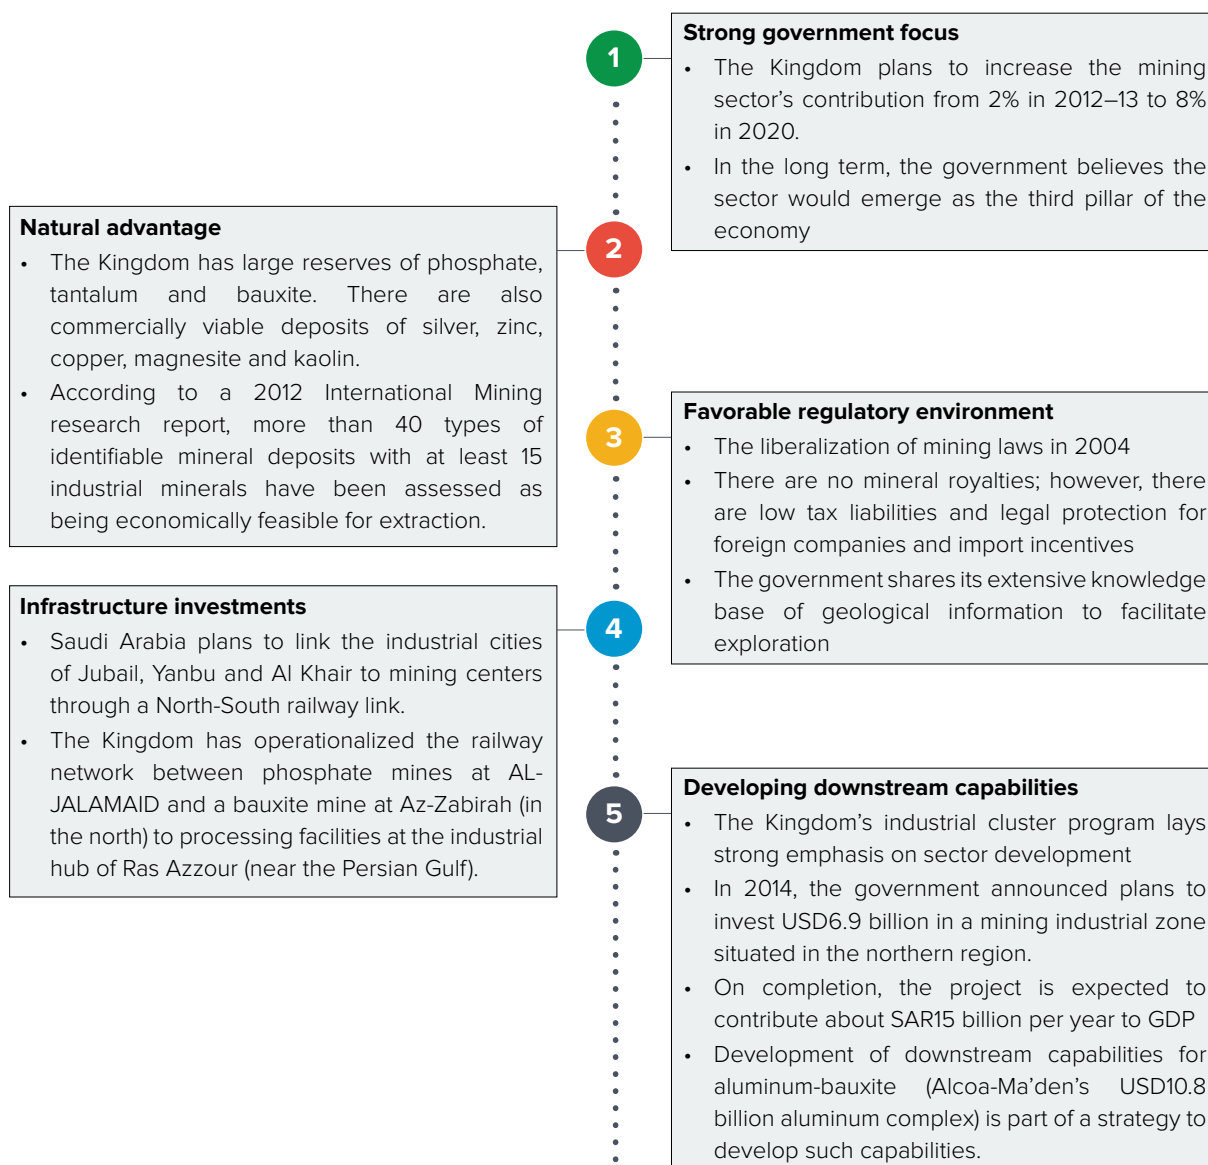 1
Strong government focus
• The Kingdom plans to increase the mining
sector's contribution from 2% in 2012–13 to 8%
in 2020.
• In the long term, the government believes the
sector would emerge as the third pillar of the
economy
2
Natural advantage
• The Kingdom has large reserves of phosphate,
tantalum and bauxite. There are also
commercially viable deposits of silver, zinc,
copper, magnesite and kaolin.
• According to a 2012 International Mining
research report, more than 40 types of
identifiable mineral deposits with at least 15
industrial minerals have been assessed as
being economically feasible for extraction.
3
Favorable regulatory environment
• The liberalization of mining laws in 2004
• There are no mineral royalties; however, there
are low tax liabilities and legal protection for
foreign companies and import incentives
• The government shares its extensive knowledge
base of geological information to facilitate
exploration
4
Infrastructure investments
• Saudi Arabia plans to link the industrial cities
of Jubail, Yanbu and Al Khair to mining centers
through a North-South railway link.
• The Kingdom has operationalized the railway
network between phosphate mines at AL-
JALAMAID and a bauxite mine at Az-Zabirah (in
the north) to processing facilities at the industrial
hub of Ras Azzour (near the Persian Gulf).
5
Developing downstream capabilities
• The Kingdom's industrial cluster program lays
strong emphasis on sector development
• In 2014, the government announced plans to
invest USD6.9 billion in a mining industrial zone
situated in the northern region.
• On completion, the project is expected to
contribute about SAR15 billion per year to GDP
• Development of downstream capabilities for
aluminum-bauxite (Alcoa-Ma'den's USD10.8
billion aluminum complex) is part of a strategy to
develop such capabilities.